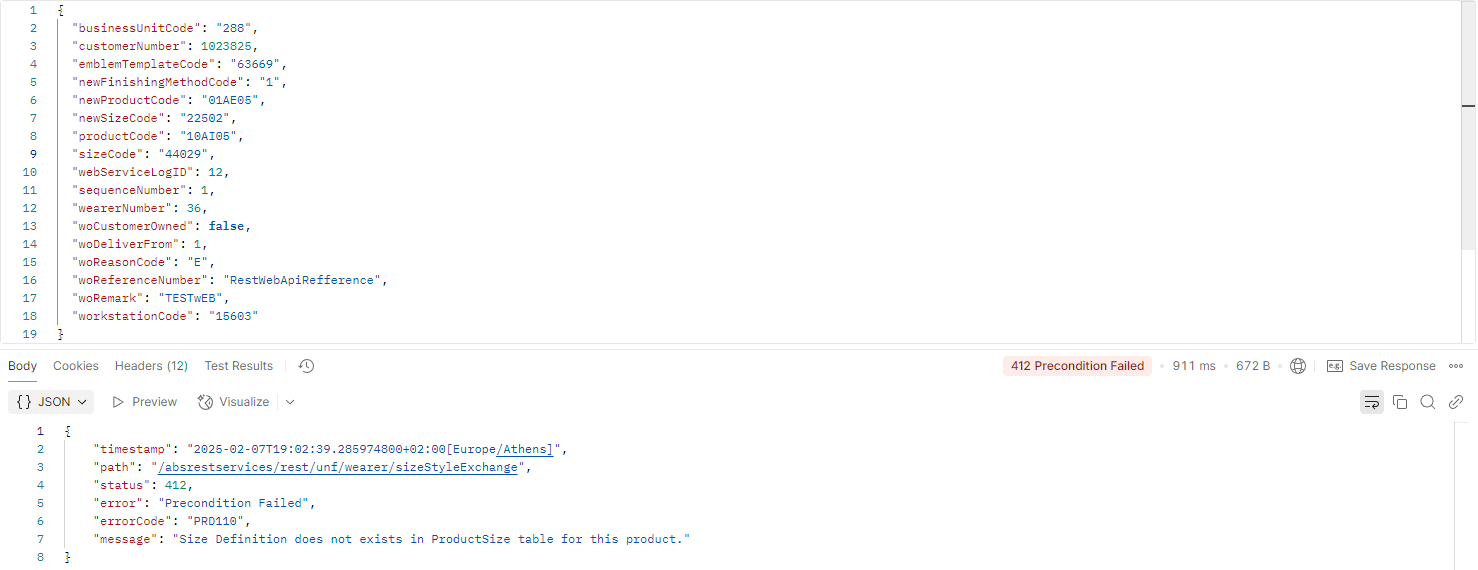 1 {
2 "businessUnitCode": "288",
3 "customerNumber": 1023825,
4 "emblemTemplateCode": "63669",
5 "newFinishingMethodCode": "1",
6 "newProductCode": "01AE05",
7 "newSizeCode": "22502",
8 "productCode": "10AI05",
9 "sizeCode": "44029",
10 "webServiceLogID": 12,
11 "sequenceNumber": 1,
12 "wearerNumber": 36,
13 "woCustomerOwned": false,
14 "woDeliverFrom": 1,
15 "woReasonCode": "E",
16 "woReferenceNumber": "RestWebApiRefference",
17 "woRemark": "TESTwEB",
18 "workstationCode": "15603"
19 }
Body Cookies Headers (12) Test Results 412 Precondition Failed • 911 ms • 672 B • e.g. Save Response
{} JSON Preview Visualize
1 {
2 "timestamp": "2025-02-07T19:02:39.285974800+02:00[Europe/Athens]",
3 "path": "/absrestservices/rest/unf/wearer/sizeStyleExchange",
4 "status": 412,
5 "error": "Precondition Failed",
6 "errorCode": "PRD110",
7 "message": "Size Definition does not exists in ProductSize table for this product."
8 }